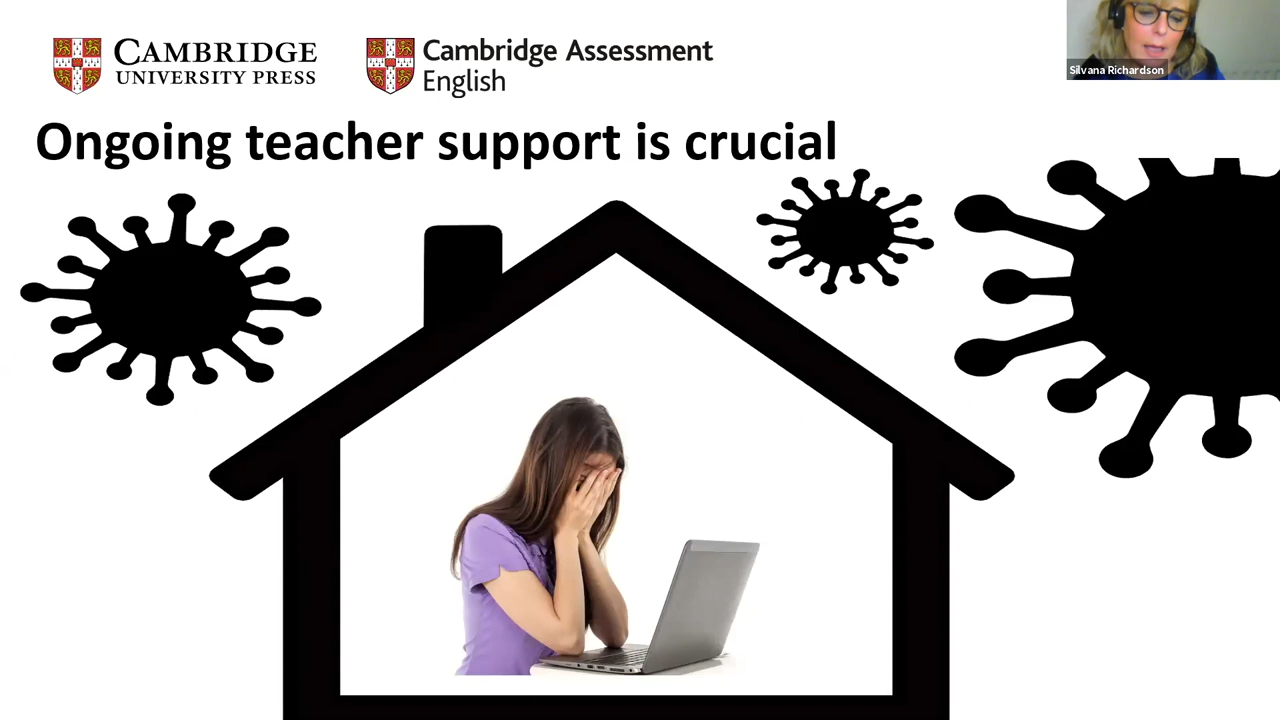 CAMBRIDGE
UNIVERSITY PRESS
Cambridge Assessment
English
Silvana Richardson
Ongoing teacher support is crucial